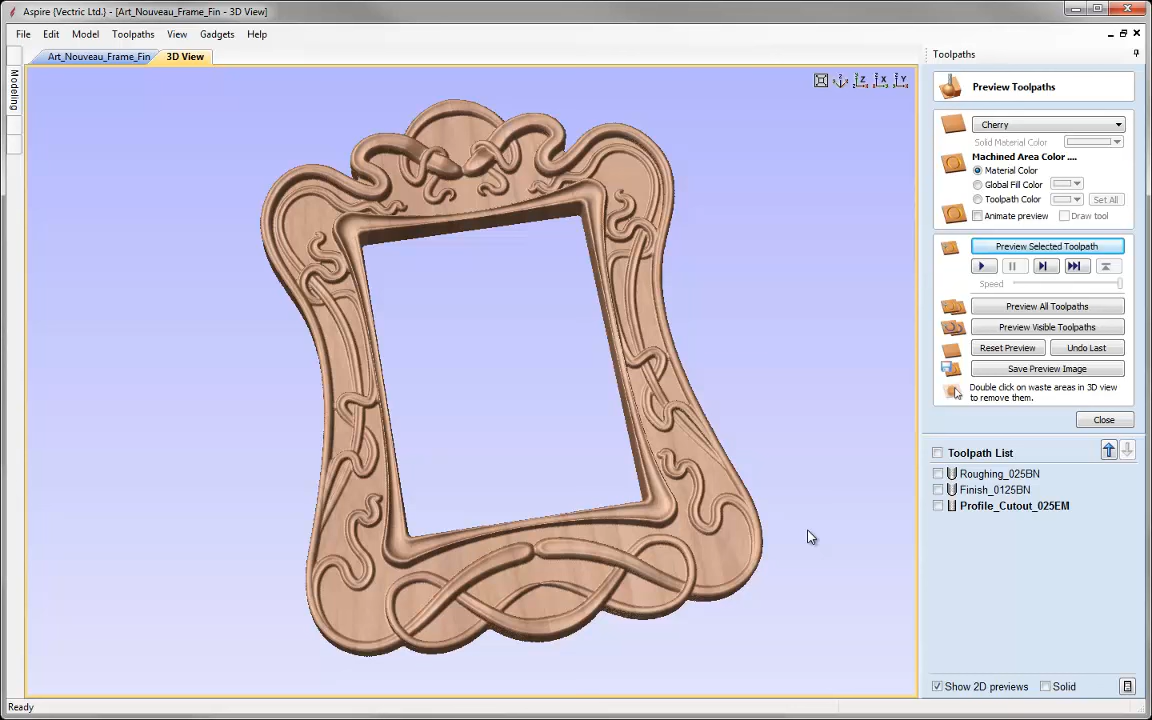 Aspire (Vectric Ltd.) - [Art_Nouveau_Frame_Fin - 3D View]
File Edit Model Toolpaths View Gadgets Help
Art_Nouveau_Frame_Fin 3D View
Modeling
Z X Y
Toolpaths
Preview Toolpaths
Cherry
Solid Material Color
Machined Area Color ....
Material Color
Global Fill Color
Toolpath Color Set All
Animate preview Draw tool
Preview Selected Toolpath
Speed
Preview All Toolpaths
Preview Visible Toolpaths
Reset Preview Undo Last
Save Preview Image
Double click on waste areas in 3D view
to remove them.
Close
Toolpath List
Roughing_025BN
Finish_0125BN
Profile_Cutout_025EM
Show 2D previews Solid
Ready